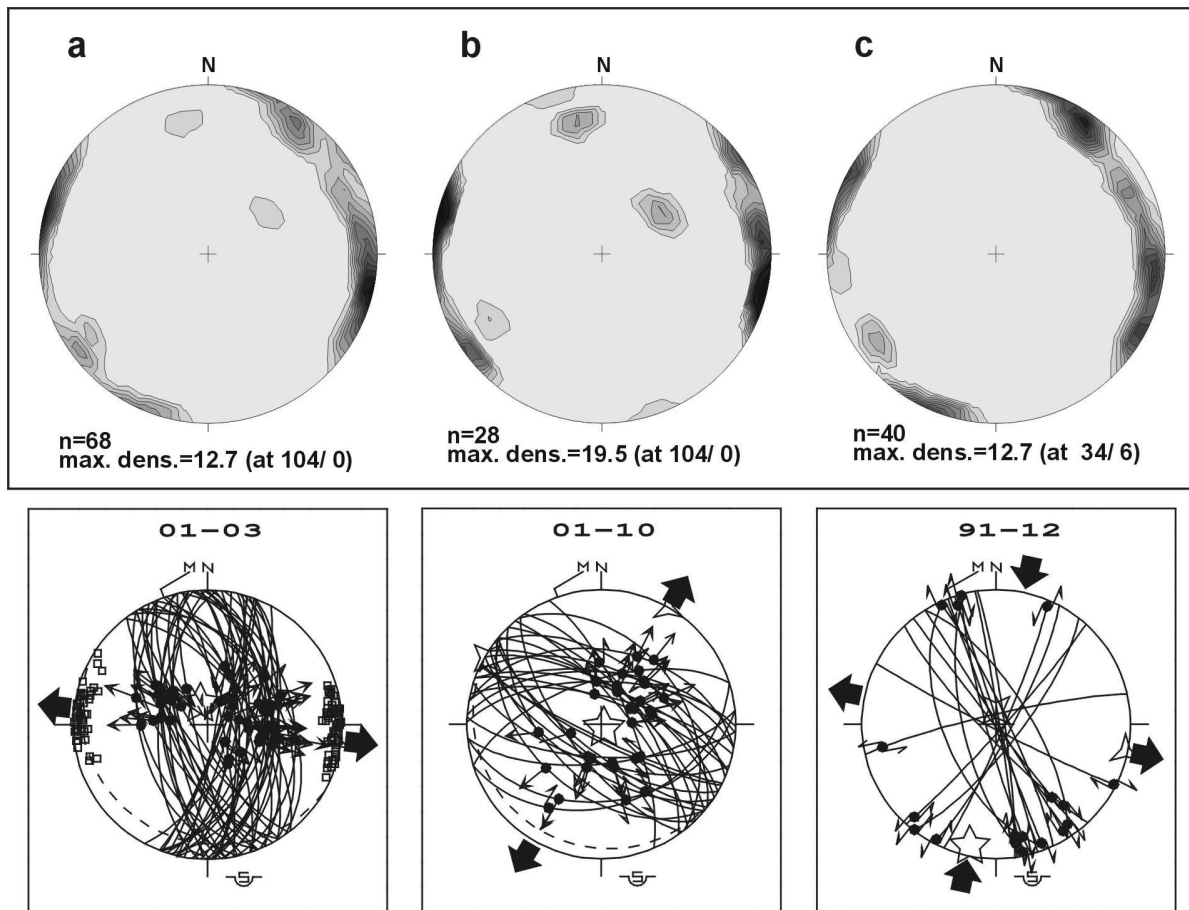 a
b
c
N
N
N
n=68
max. dens.=12.7 (at 104/ 0)
n=28
max. dens.=19.5 (at 104/ 0)
n=40
max. dens.=12.7 (at 34/ 6)
01-03
01-10
91-12
M N
M N
M N
S
S
S